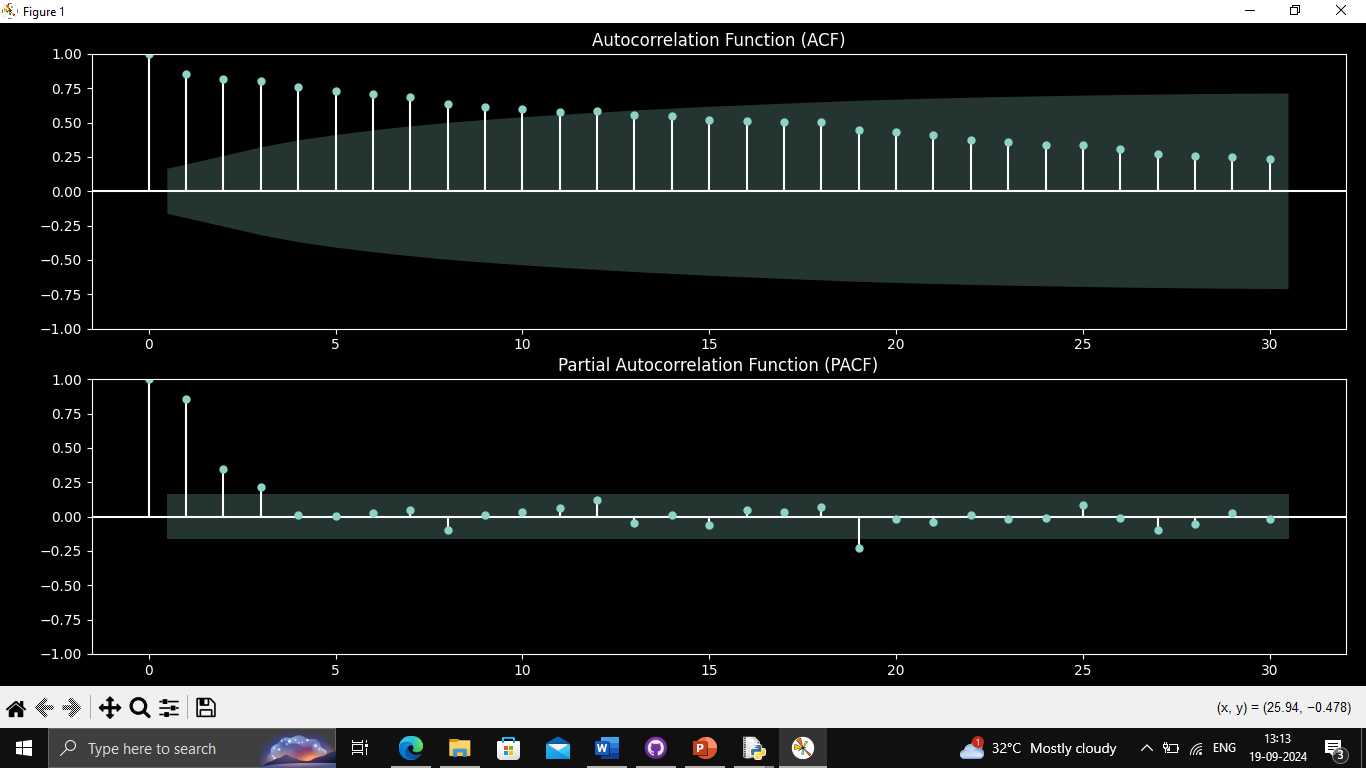 Figure 1
Autocorrelation Function (ACF)
1.00
0.75
0.50
0.25
0.00
−0.25
−0.50
−0.75
−1.00
0 5 10 15 20 25 30
Partial Autocorrelation Function (PACF)
1.00
0.75
0.50
0.25
0.00
−0.25
−0.50
−0.75
−1.00
0 5 10 15 20 25 30
(x, y) = (25.94, −0.478)
Type here to search
W
P
1
32°C Mostly cloudy
ENG
13:13
19-09-2024
3